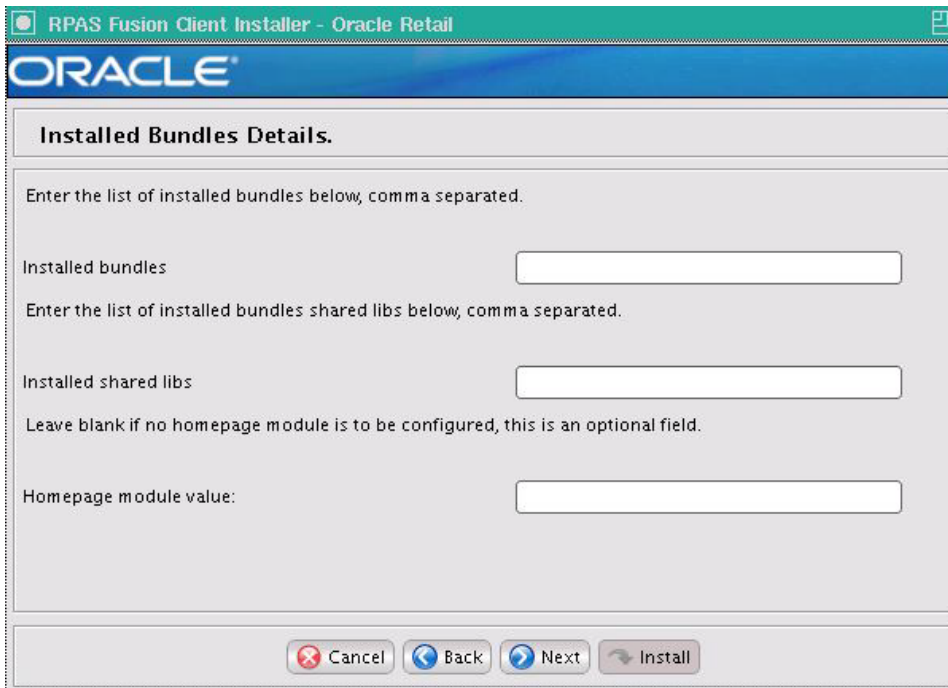 RPAS Fusion Client Installer - Oracle Retail
ORACLE®
Installed Bundles Details.
Enter the list of installed bundles below, comma separated.
Installed bundles
Enter the list of installed bundles shared libs below, comma separated.
Installed shared libs
Leave blank if no homepage module is to be configured, this is an optional field.
Homepage module value:
Cancel Back Next Install